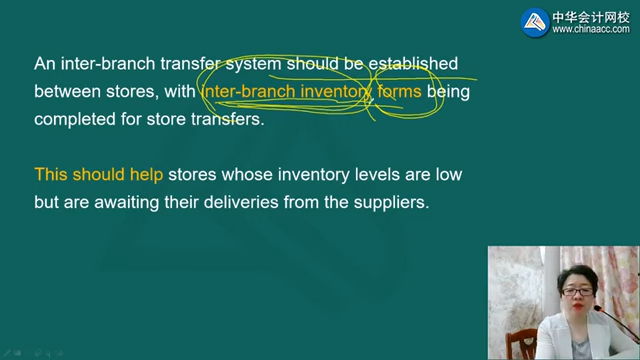 中华会计网校
www.chinaacc.com
An inter-branch transfer system should be established
between stores, with inter-branch inventory forms being
completed for store transfers.
This should help stores whose inventory levels are low
but are awaiting their deliveries from the suppliers.